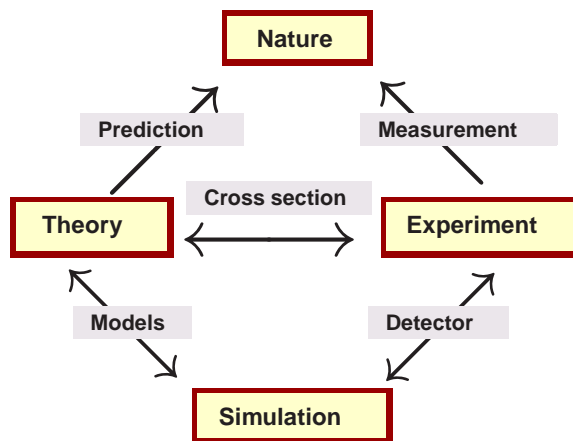 Nature
Prediction
Measurement
Cross section
Theory
Experiment
Models
Detector
Simulation